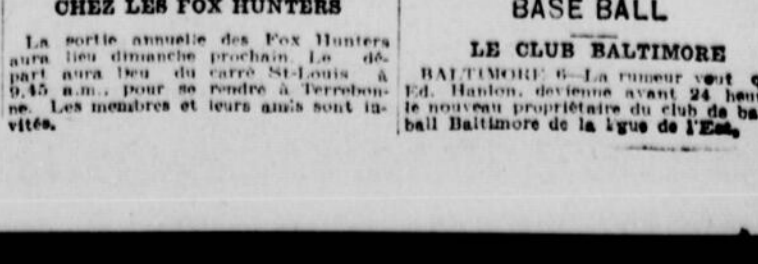 CHEZ LES FOX HUNTERS
La sortie annuelle des Fox Hunters
aura lieu dimanche prochain. Le dé-
part aura lieu du carré St-Louis à
9.45 a.m., pour se rendre à Terrebon-
ne. Les membres et leurs amis sont in-
vités.
BASE BALL
LE CLUB BALTIMORE
BALTIMORE 6—La rumeur veut q
Ed. Hanlon, devienne avant 24 heu
le nouveau propriétaire du club de ba
ball Baltimore de la ligue de l'Est,